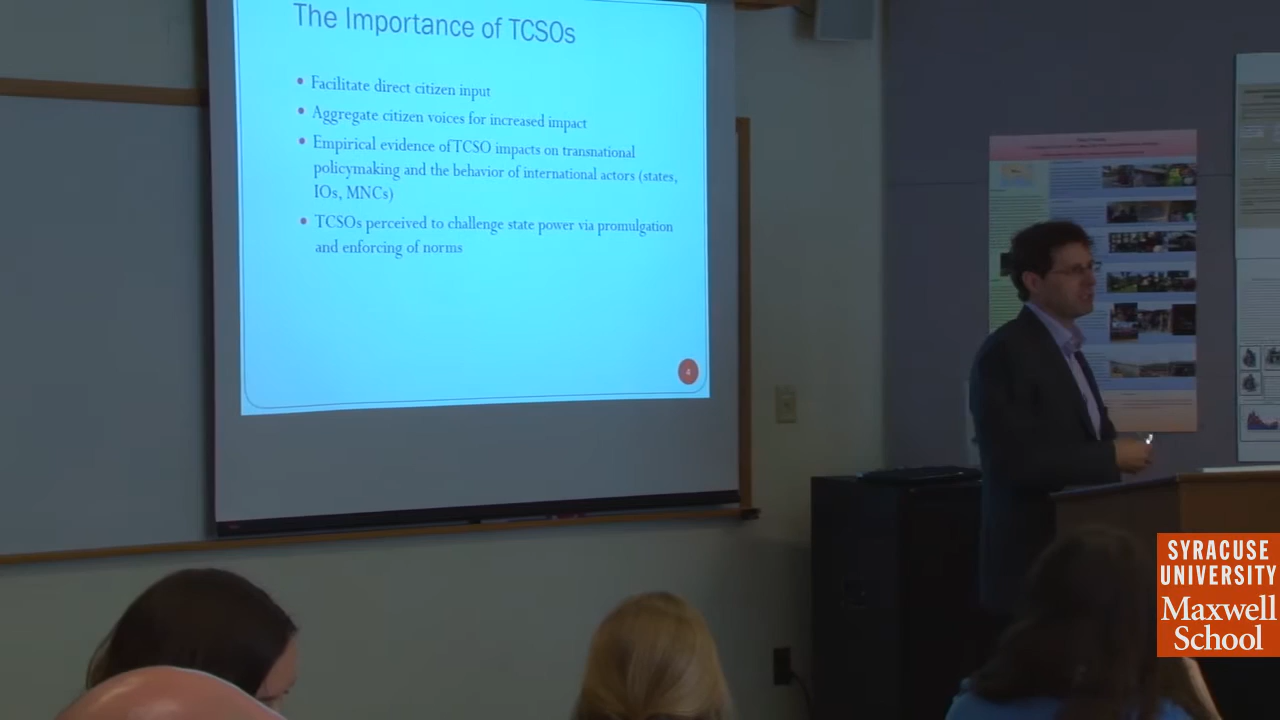 The Importance of TCSOs
• Facilitate direct citizen input
• Aggregate citizen voices for increased impact
• Empirical evidence of TCSO impacts on transnational
policymaking and the behavior of international actors (states,
IOs, MNCs)
• TCSOs perceived to challenge state power via promulgation
and enforcing of norms
4
SYRACUSE
UNIVERSITY
Maxwell
School